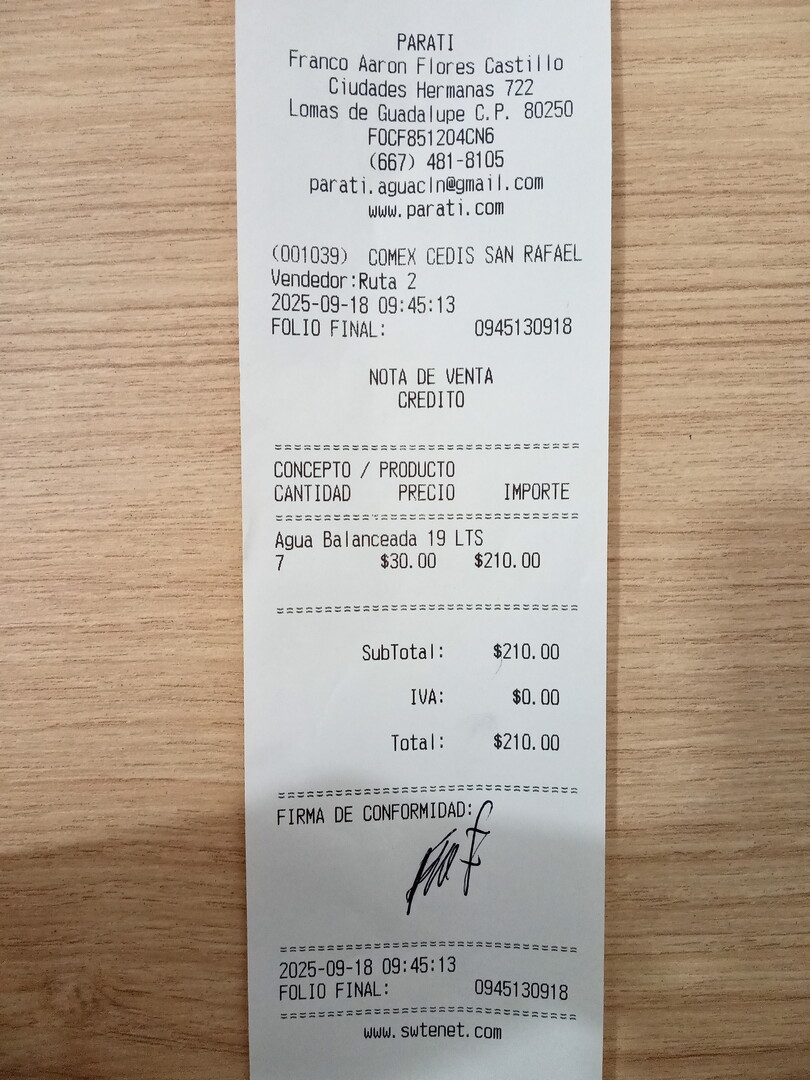 PARATI
Franco Aaron Flores Castillo
Ciudades Hermanas 722
Lomas de Guadalupe C.P. 80250
FOCF851204CN6
(667) 481-8105
parati.aguacln@gmail.com
www.parati.com
(001039) COMEX CEDIS SAN RAFAEL
Vendedor:Ruta 2
2025-09-18 09:45:13
FOLIO FINAL: 0945130918
NOTA DE VENTA
CREDITO
CONCEPTO / PRODUCTO
CANTIDAD PRECIO IMPORTE
Agua Balanceada 19 LTS
7 $30.00 $210.00
SubTotal: $210.00
IVA: $0.00
Total: $210.00
FIRMA DE CONFORMIDAD:
2025-09-18 09:45:13
FOLIO FINAL: 0945130918
www.swtenet.com